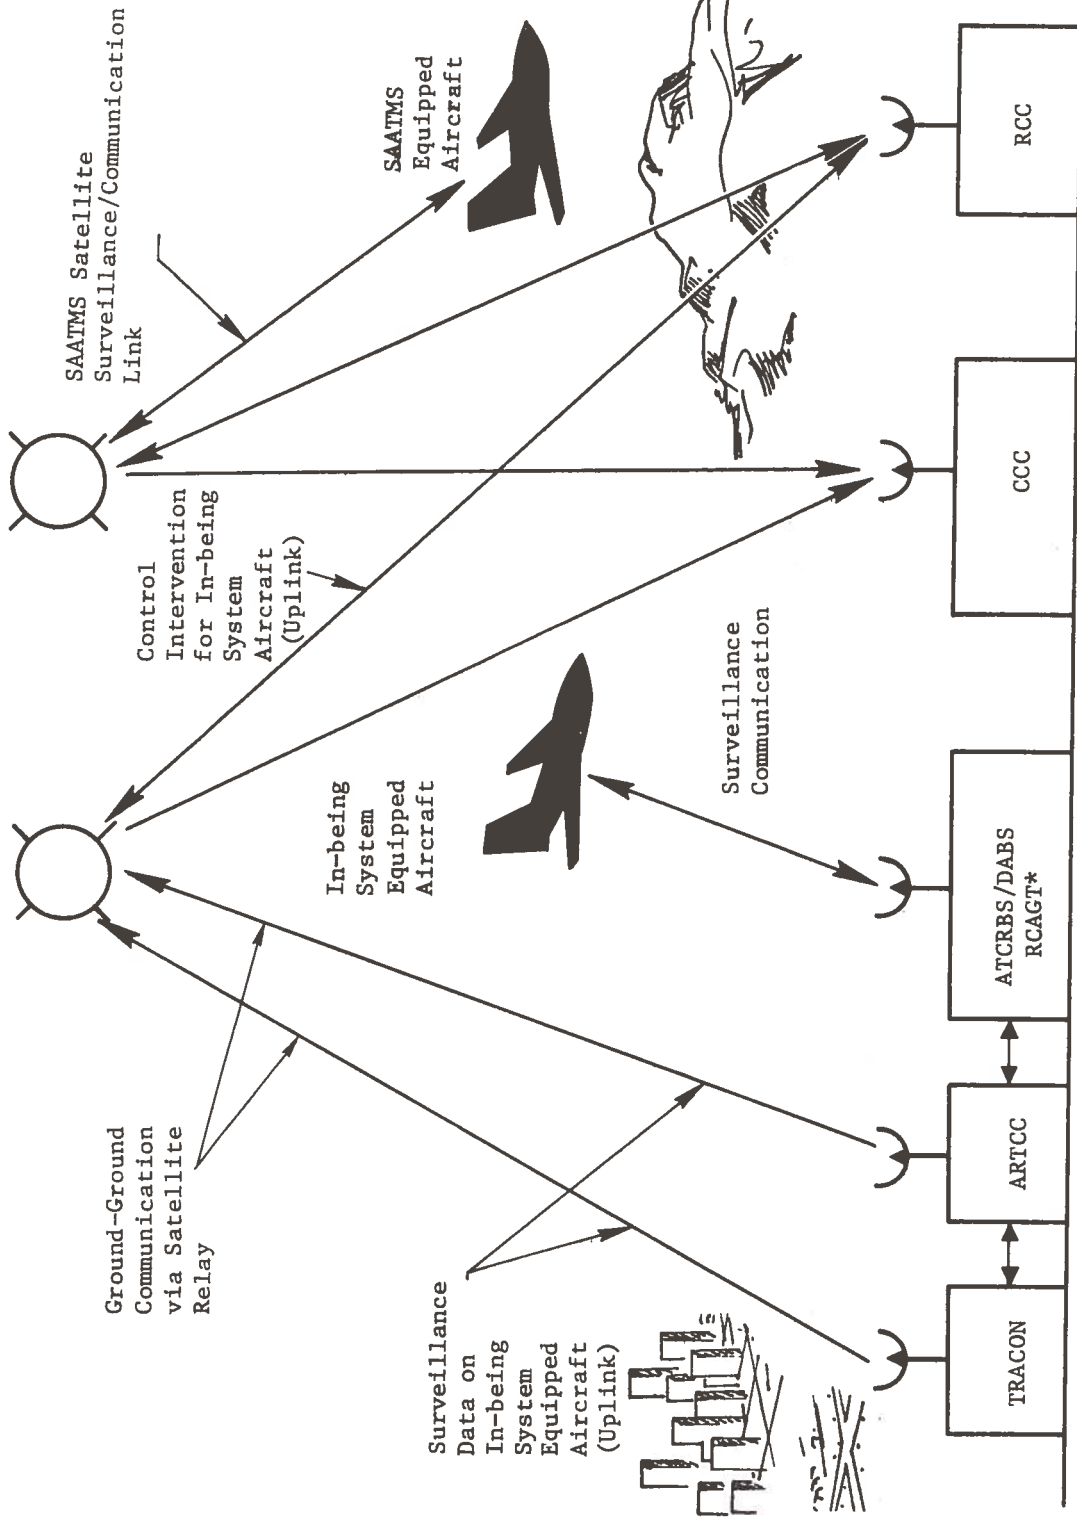 SAATMS Satellite
Surveillance/Communication
Link
SAATMS
Equipped
Aircraft
Control
Intervention
for In-being
System
Aircraft
(Uplink)
In-being
System
Equipped
Aircraft
Surveillance
Communication
Ground-Ground
Communication
via Satellite
Relay
Surveillance
Data on
In-being
System
Equipped
Aircraft
(Uplink)
TRACON
ARTCC
ATCRBS/DABS
RCAGT*
CCC
RCC